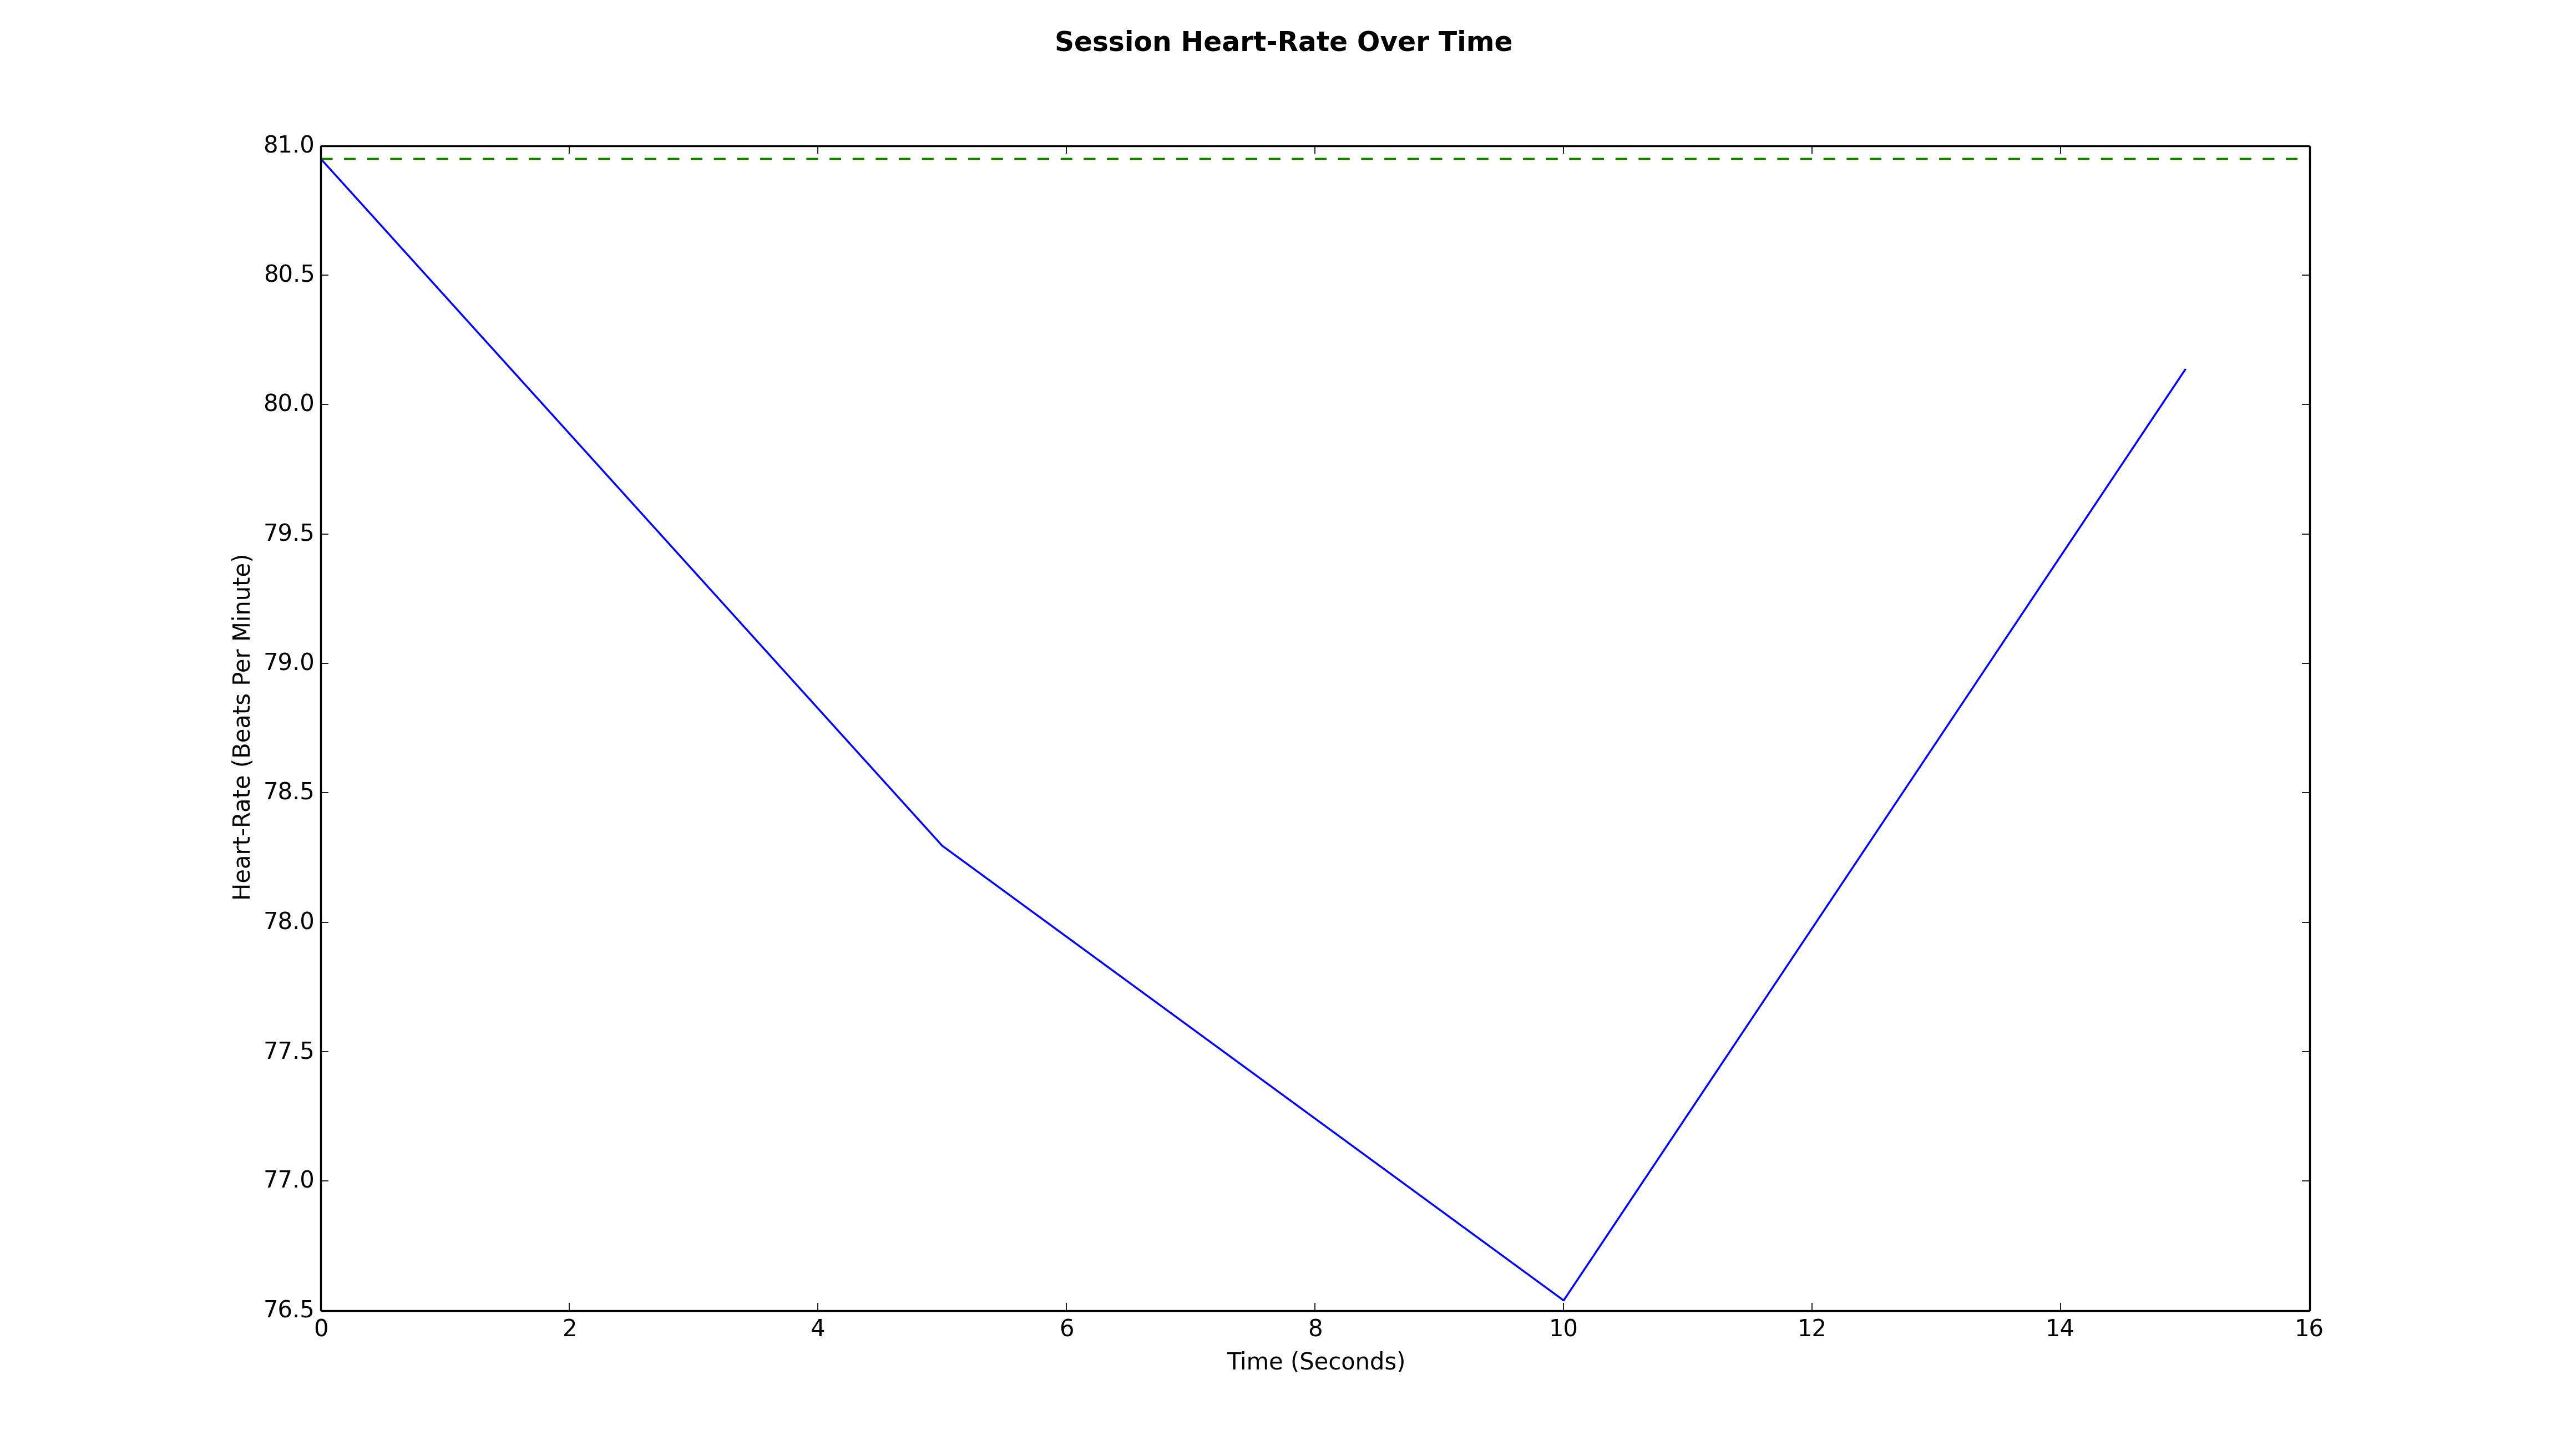 Session Heart-Rate Over Time
81.0
80.5
80.0
79.5
79.0
78.5
78.0
77.5
77.0
76.5
Heart-Rate (Beats Per Minute)
0 2 4 6 8 10 12 14 16
Time (Seconds)